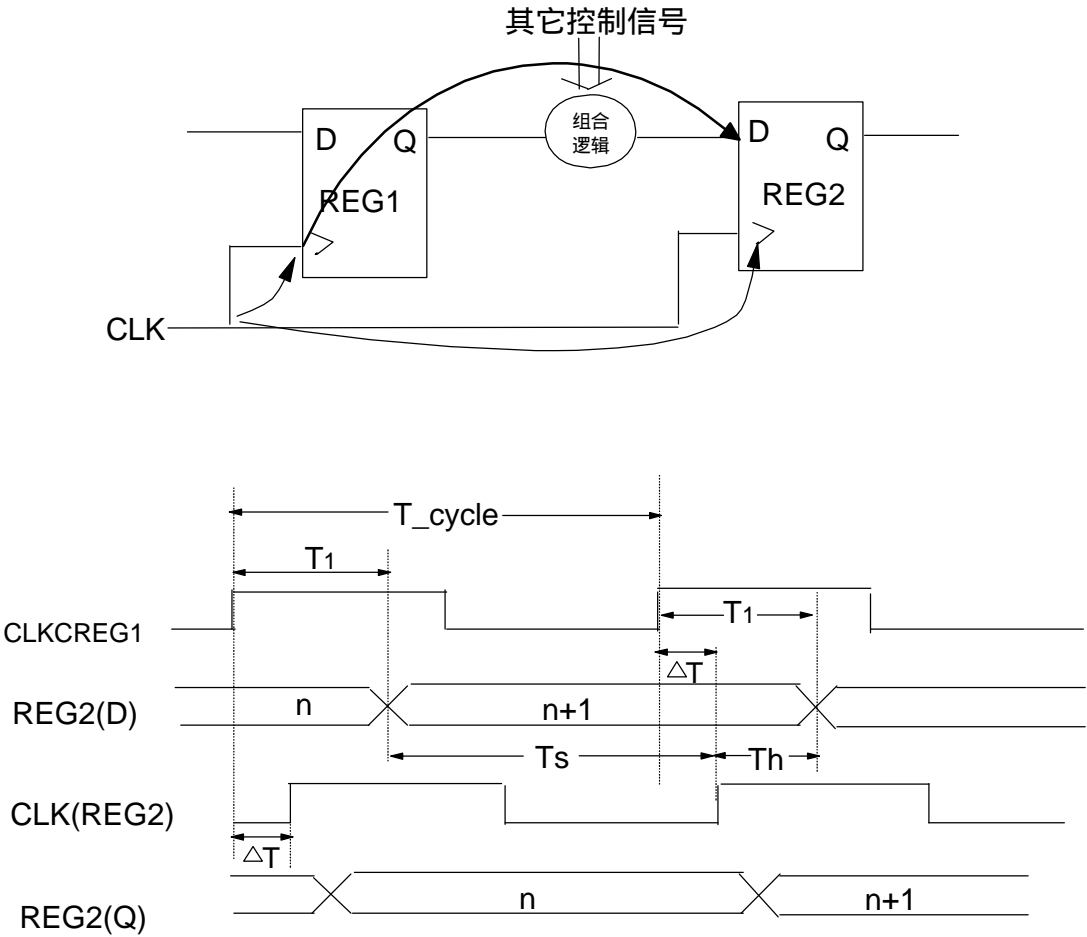 其它控制信号
D Q
组合
逻辑
D Q
REG1
REG2
CLK
T_cycle
T1
CLKCREG1
T1
△T
REG2(D)
n
n+1
Ts
Th
CLK(REG2)
△T
REG2(Q)
n
n+1